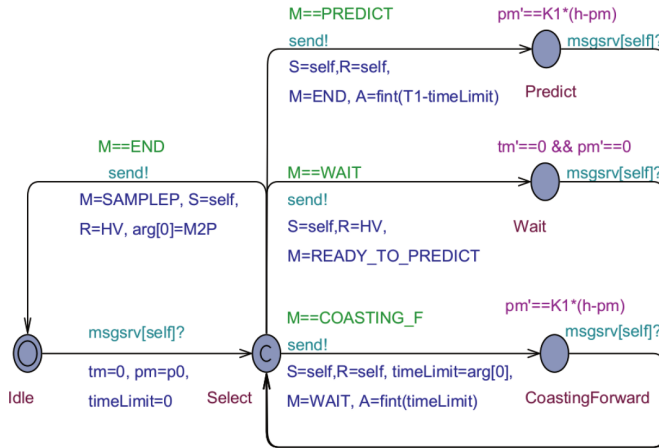 M==PREDICT
send!
S=self,R=self,
M=END, A=fint(T1-timeLimit)
pm'==K1*(h-pm)
msgsrv[self]?
Predict
M==END
send!
M=SAMPLEP, S=self,
R=HV, arg[0]=M2P
M==WAIT
send!
S=self,R=HV,
M=READY_TO_PREDICT
tm'==0 && pm'==0
msgsrv[self]?
Wait
msgsrv[self]?
tm=0, pm=p0,
timeLimit=0
Idle
C
Select
M==COASTING_F
send!
S=self,R=self, timeLimit=arg[0],
M=WAIT, A=fint(timeLimit)
pm'==K1*(h-pm)
msgsrv[self]?
CoastingForward